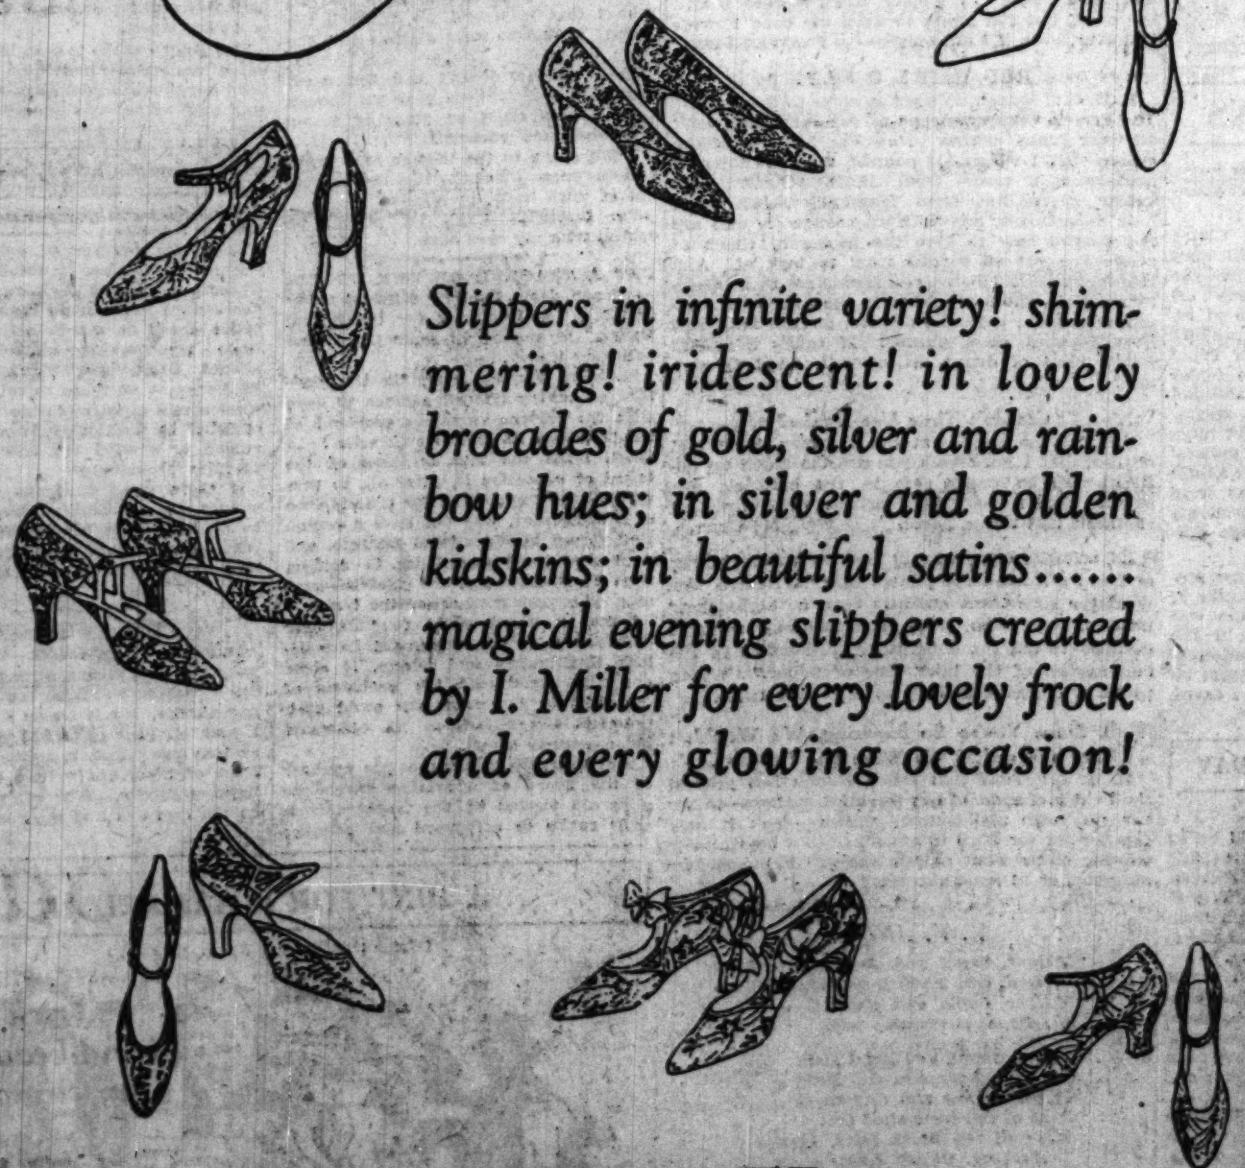 Slippers in infinite variety! shim-
mering! iridescent! in lovely
brocades of gold, silver and rain-
bow hues; in silver and golden
kidskins; in beautiful satins......
magical evening slippers created
by I. Miller for every lovely frock
and every glowing occasion!